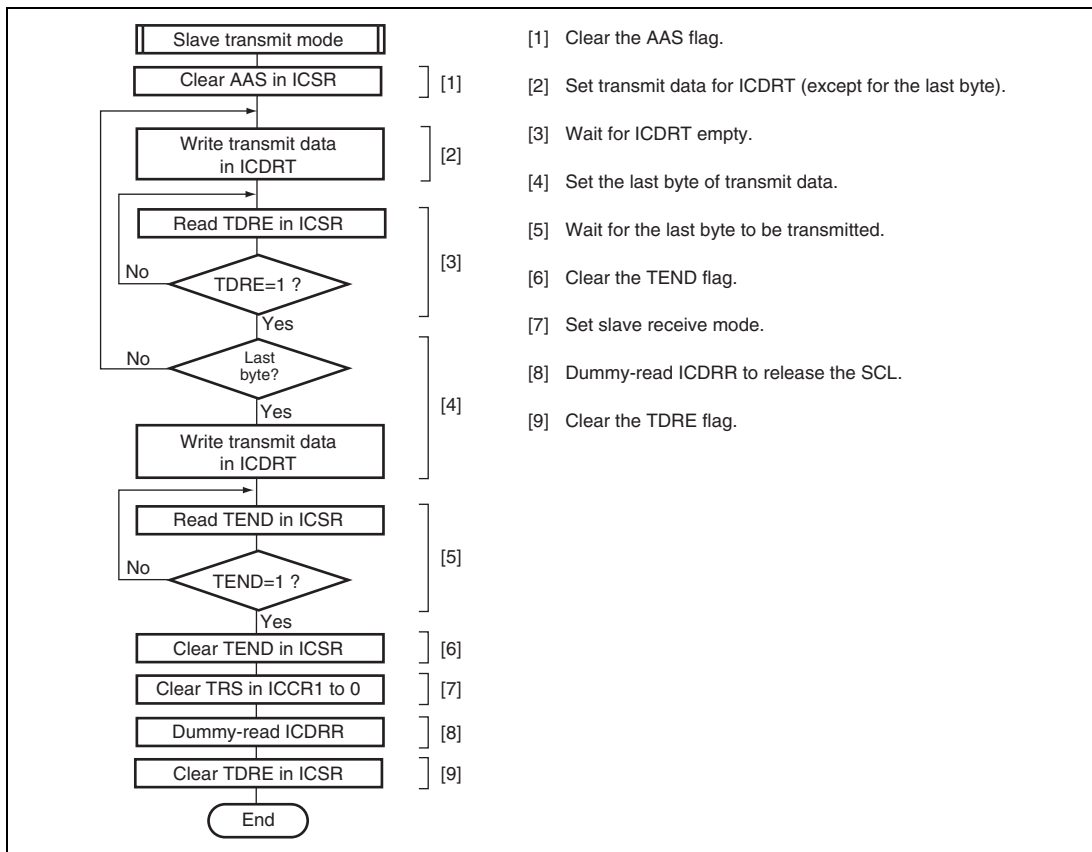 Slave transmit mode
Clear AAS in ICSR
[1]
Write transmit data
in ICDRT
[2]
Read TDRE in ICSR
[3]
No
TDRE=1 ?
Yes
No
Last
byte?
[4]
Yes
Write transmit data
in ICDRT
Read TEND in ICSR
[5]
No
TEND=1 ?
Yes
Clear TEND in ICSR
[6]
Clear TRS in ICCR1 to 0
[7]
Dummy-read ICDRR
[8]
Clear TDRE in ICSR
[9]
End
[1] Clear the AAS flag.
[2] Set transmit data for ICDRT (except for the last byte).
[3] Wait for ICDRT empty.
[4] Set the last byte of transmit data.
[5] Wait for the last byte to be transmitted.
[6] Clear the TEND flag.
[7] Set slave receive mode.
[8] Dummy-read ICDRR to release the SCL.
[9] Clear the TDRE flag.